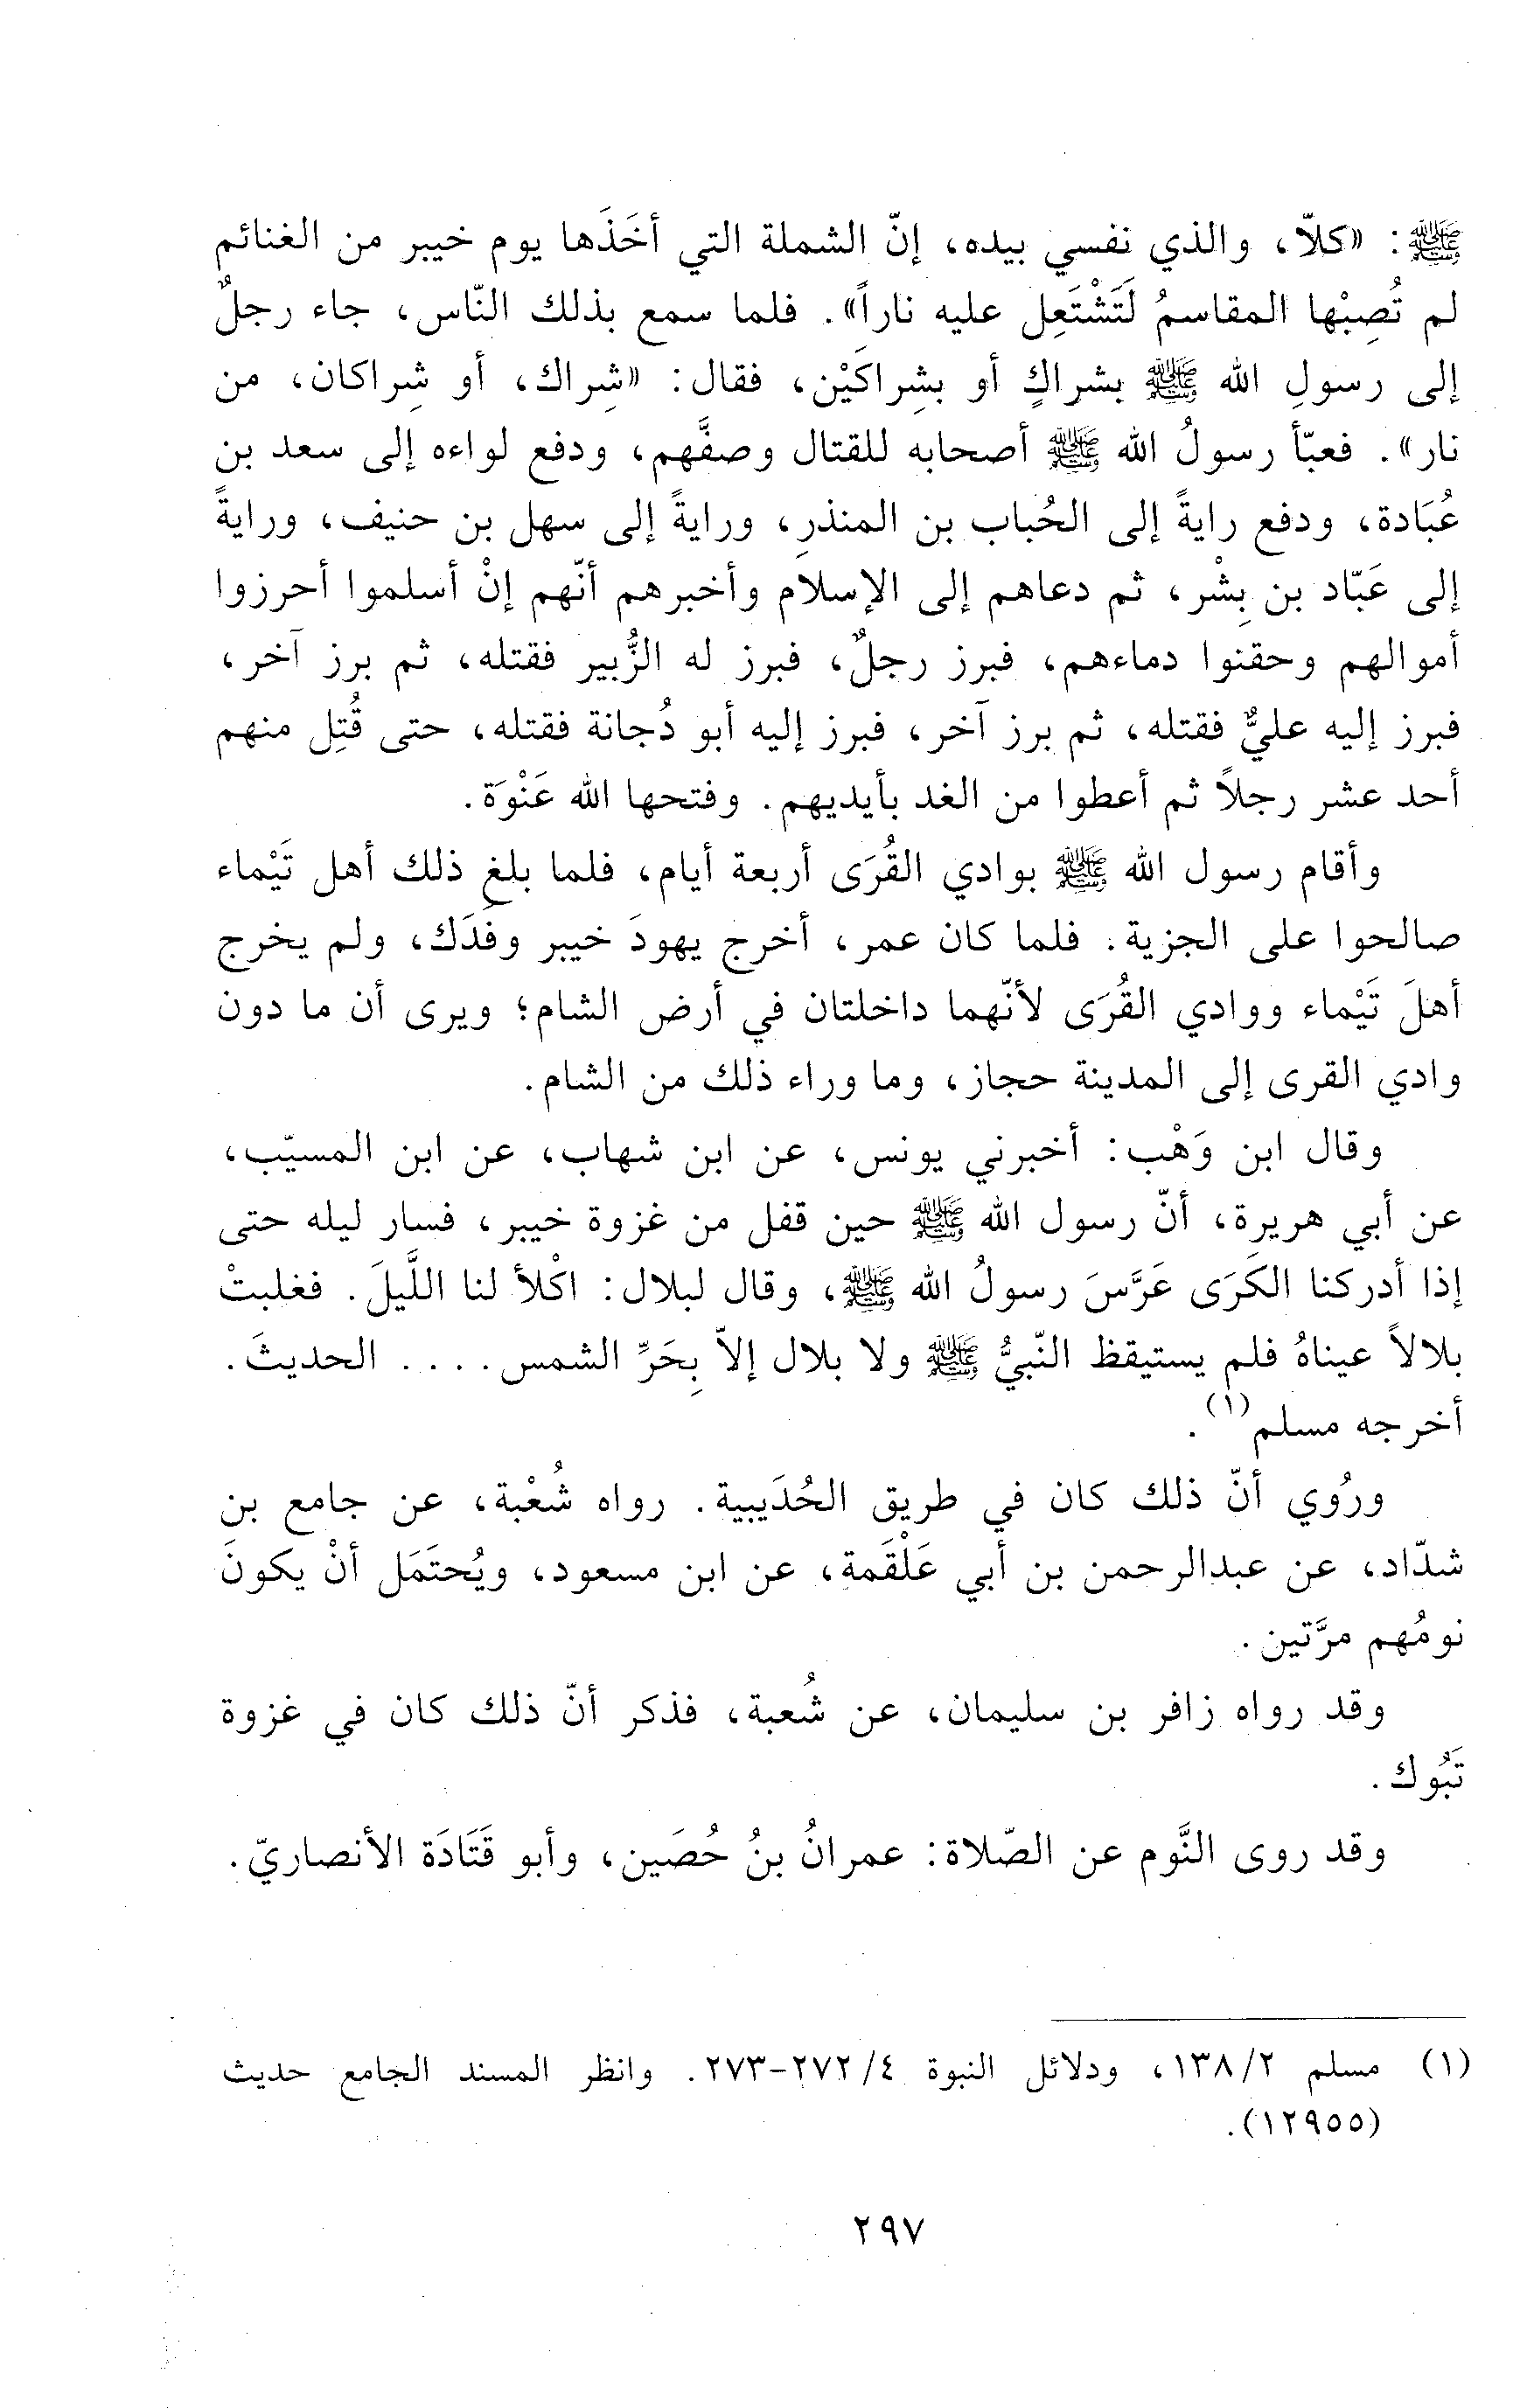 ﷺ: «كلاّ، والذي نفسي بيده، إنّ الشملة التي أخَذَها يوم خيبر من الغنائم
لم تُصِبْها المقاسمُ لَتَشْتَعِل عليه ناراً». فلما سمع بذلك النّاس، جاء رجلٌ
إلى رسولِ الله ﷺ بشراكٍ أو بشِراكَيْن، فقال: «شِراك، أو شِراكان، من
نار». فعبّأ رسولُ الله ﷺ أصحابه للقتال وصفَّهم، ودفع لواءه إلى سعد بن
عُبَادة، ودفع رايةً إلى الحُباب بن المنذرِ، ورايةً إلى سهل بن حنيف، ورايةً
إلى عَبّاد بن بِشْر، ثم دعاهم إلى الإسلام وأخبرهم أنّهم إنْ أسلموا أحرزوا
أموالهم وحقنوا دماءهم، فبرز رجلٌ، فبرز له الزُّبير فقتله، ثم برز آخر،
فبرز إليه عليٌّ فقتله، ثم برز آخر، فبرز إليه أبو دُجانة فقتله، حتى قُتِل منهم
أحد عشر رجلاً ثم أعطوا من الغد بأيديهم. وفتحها الله عَنْوَة.
وأقام رسول الله ﷺ بوادي القُرَى أربعة أيام، فلما بلغ ذلك أهل تَيْماء
صالحوا على الجزية. فلما كان عمر، أخرج يهودَ خيبر وفَدَك، ولم يخرج
أهلَ تَيْماء ووادي القُرَى لأنّهما داخلتان في أرض الشام؛ ويرى أن ما دون
وادي القرى إلى المدينة حجاز، وما وراء ذلك من الشام.
وقال ابن وَهْب: أخبرني يونس، عن ابن شهاب، عن ابن المسيّب،
عن أبي هريرة، أنّ رسول الله ﷺ حين قفل من غزوة خيبر، فسار ليله حتى
إذا أدركنا الكَرَى عَرَّسَ رسولُ الله ﷺ، وقال لبلال: اكْلأ لنا اللَّيلَ. فغلبتْ
بلالاً عيناهُ فلم يستيقظ النّبيُّ ﷺ ولا بلال إلاّ بِحَرِّ الشمس. . . . الحديثَ.
أخرجه مسلم(١).
ورُوي أنّ ذلك كان في طريق الحُدَيبية. رواه شُعْبة، عن جامع بن
شدّاد، عن عبدالرحمن بن أبي عَلْقَمة، عن ابن مسعود، ويُحتَمَل أنْ يكونَ
نومُهم مرَّتين.
وقد رواه زافر بن سليمان، عن شُعبة، فذكر أنّ ذلك كان في غزوة
تَبُوك.
وقد روى النَّوم عن الصّلاة: عمرانُ بنُ حُصَين، وأبو قَتَادَة الأنصاريّ.
(١) مسلم ١٣٨/٢، ودلائل النبوة ٢٧٢/٤-٢٧٣. وانظر المسند الجامع حديث
(١٢٩٥٥).
٢٩٧